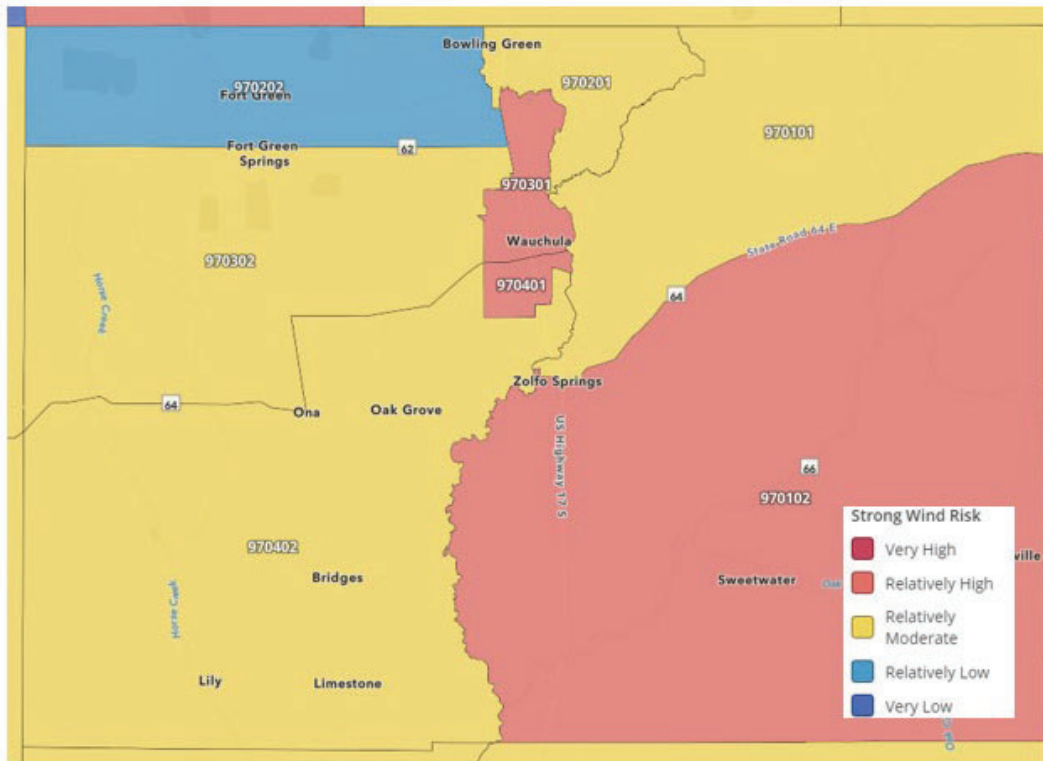 Bowling Green
970202
Fort Green
970201
970101
Fort Green
Springs
62
970301
Wauchula
State Road 64 E
970302
Horse Creek
970401
64
Zolfo Springs
64
Ona
Oak Grove
US Highway 17 S
66
970102
970402
Bridges
Sweetwater
Horse Creek
Lily
Limestone
ville
Strong Wind Risk
Very High
Relatively High
Relatively
Moderate
Relatively Low
Very Low